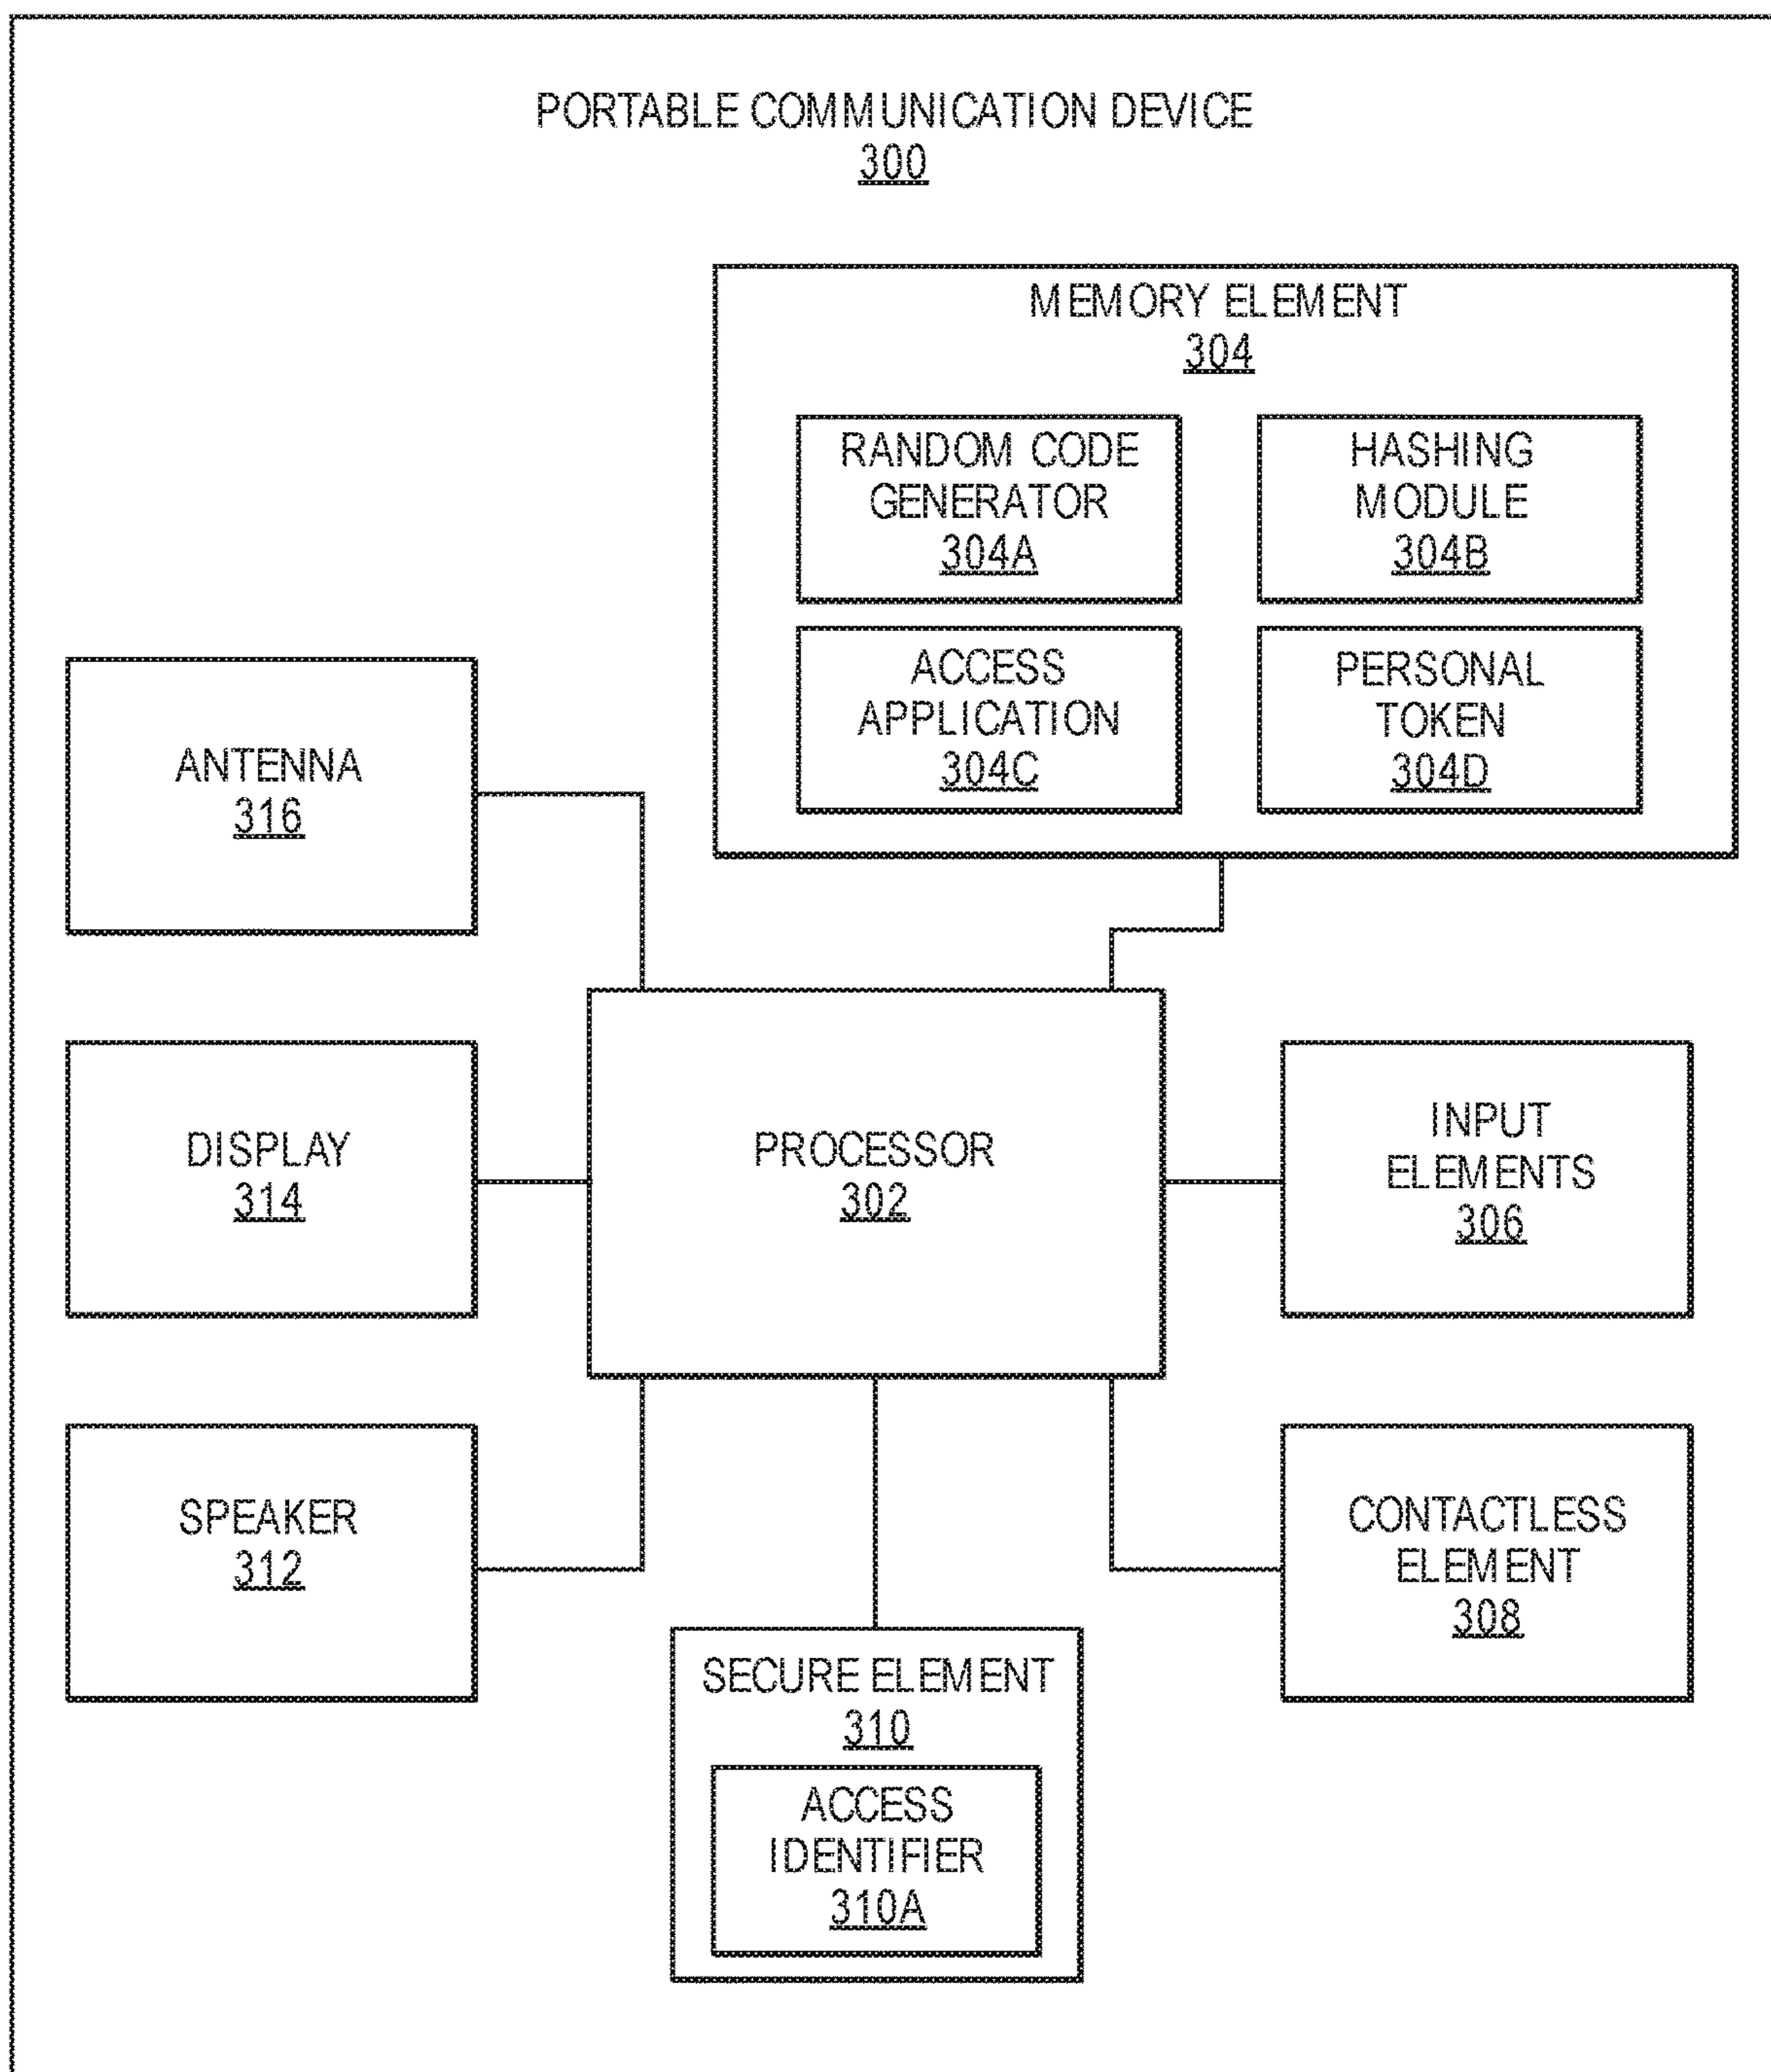 PORTABLE COMMUNICATION DEVICE
300
MEMORY ELEMENT
304
RANDOM CODE
GENERATOR
304A
HASHING
MODULE
304B
ACCESS
APPLICATION
304C
PERSONAL
TOKEN
304D
ANTENNA
316
DISPLAY
314
PROCESSOR
302
INPUT
ELEMENTS
306
SPEAKER
312
CONTACTLESS
ELEMENT
308
SECURE ELEMENT
310
ACCESS
IDENTIFIER
310A